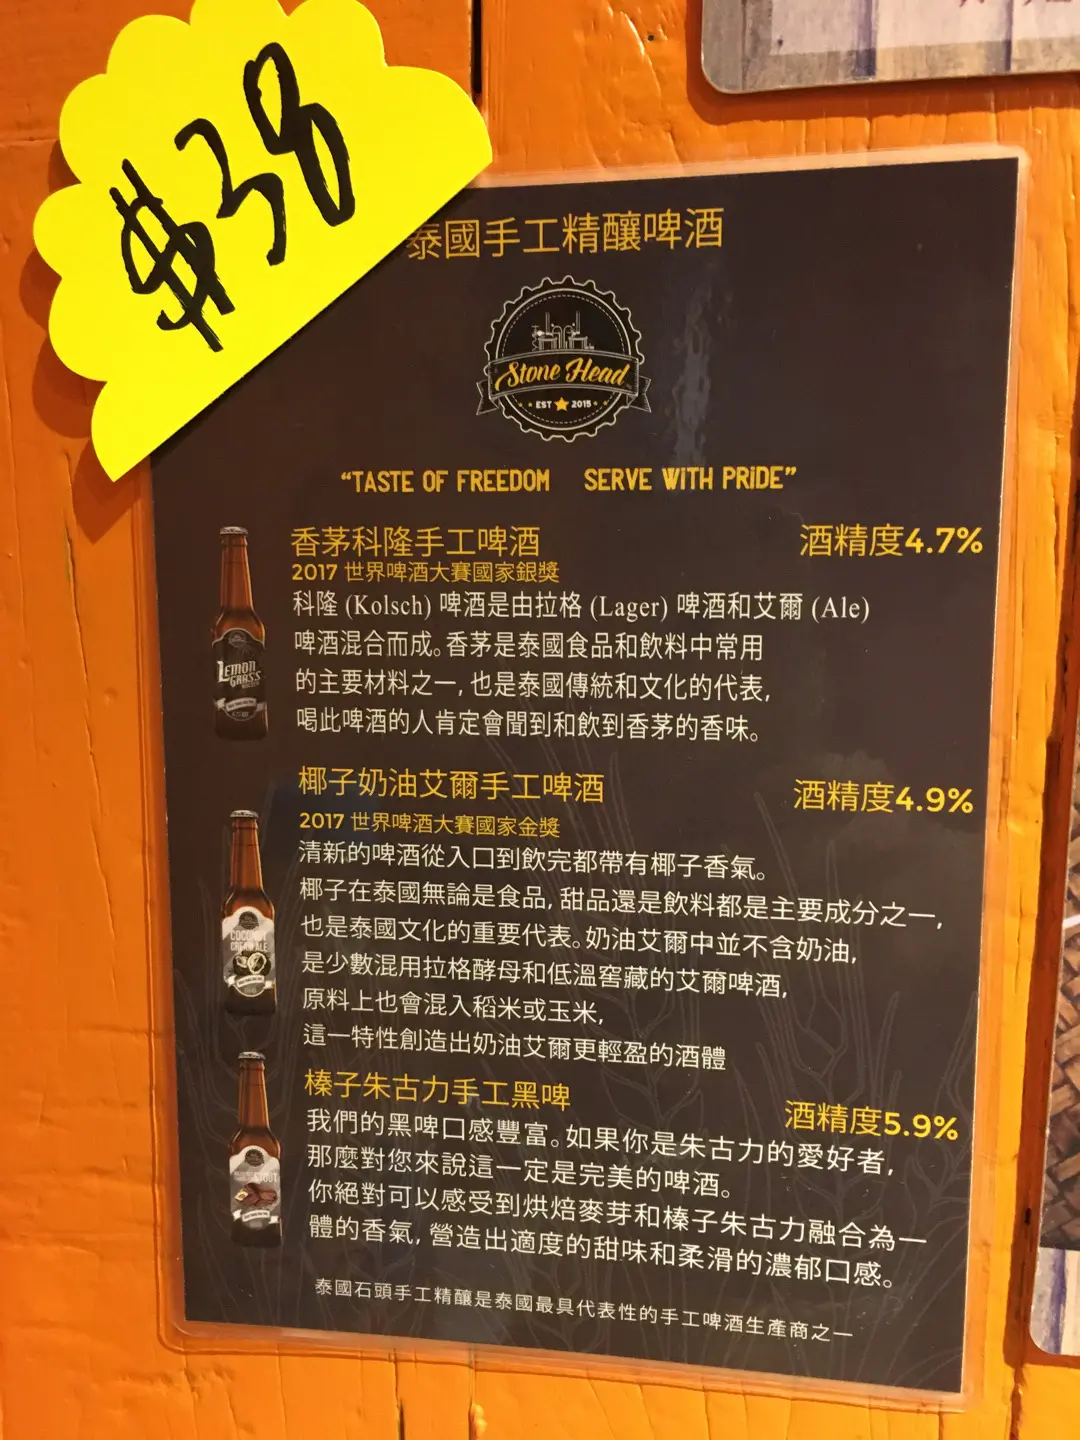 $38
泰國手工精釀啤酒
Stone Head
EST ★ 2015
“TASTE OF FREEDOM SERVE WITH PRIDE”
香茅科隆手工啤酒 酒精度4.7%
2017 世界啤酒大賽國家銀獎
科隆 (Kolsch) 啤酒是由拉格 (Lager) 啤酒和艾爾 (Ale)
啤酒混合而成。香茅是泰國食品和飲料中常用
的主要材料之一, 也是泰國傳統和文化的代表,
喝此啤酒的人肯定會聞到和飲到香茅的香味。
LEMON
GRASS
椰子奶油艾爾手工啤酒 酒精度4.9%
2017 世界啤酒大賽國家金獎
清新的啤酒從入口到飲完都帶有椰子香氣。
椰子在泰國無論是食品, 甜品還是飲料都是主要成分之一,
也是泰國文化的重要代表。奶油艾爾中並不含奶油,
是少數混用拉格酵母和低溫窖藏的艾爾啤酒,
原料上也會混入稻米或玉米,
這一特性創造出奶油艾爾更輕盈的酒體
COCONUT
CREAM ALE
榛子朱古力手工黑啤 酒精度5.9%
我們的黑啤口感豐富。如果你是朱古力的愛好者,
那麼對您來說這一定是完美的啤酒。
你絕對可以感受到烘焙麥芽和榛子朱古力融合為一
體的香氣, 營造出適度的甜味和柔滑的濃郁口感。
泰國石頭手工精釀是泰國最具代表性的手工啤酒生產商之一